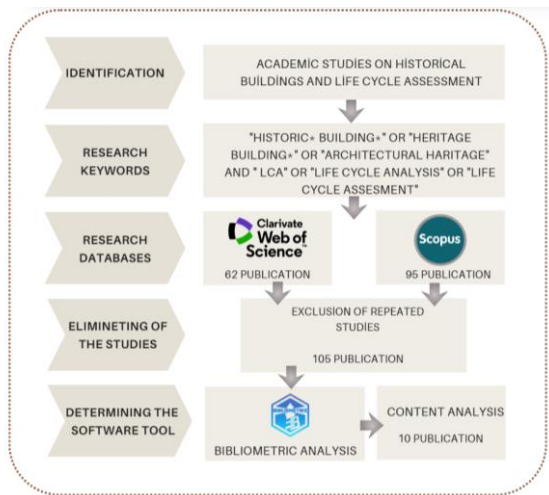 IDENTIFICATION
ACADEMİC STUDİES ON HİSTORİCAL
BUİLDİNGS AND LİFE CYCLE ASSESSMENT
RESEARCH
KEYWORDS
"HISTORIC* BUILDING*" OR "HERITAGE
BUILDING*" OR "ARCHITECTURAL HARITAGE"
AND " LCA" OR "LIFE CYCLE ANALYSIS" OR "LIFE
CYCLE ASSESMENT"
RESEARCH
DATABASES
Clarivate
Web of
Science™
62 PUBLICATION
Scopus
95 PUBLICATION
ELIMINETING OF
THE STUDIES
EXCLUSION OF REPEATED
STUDIES
105 PUBLICATION
DETERMINING THE
SOFTWARE TOOL
BIBLIOMETRIC ANALYSIS
CONTENT ANALYSIS
10 PUBLICATION